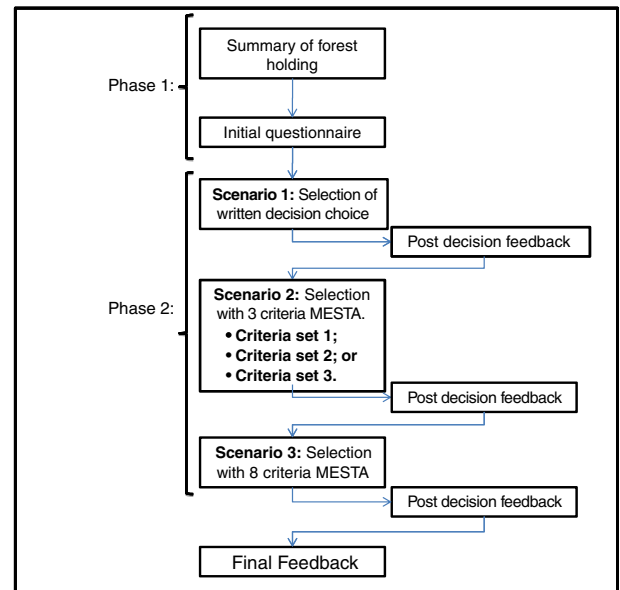 Phase 1:
Summary of forest
holding
Initial questionnaire
Phase 2:
Scenario 1: Selection of
written decision choice
Post decision feedback
Scenario 2: Selection
with 3 criteria MESTA.
• Criteria set 1;
• Criteria set 2; or
• Criteria set 3.
Post decision feedback
Scenario 3: Selection
with 8 criteria MESTA
Post decision feedback
Final Feedback